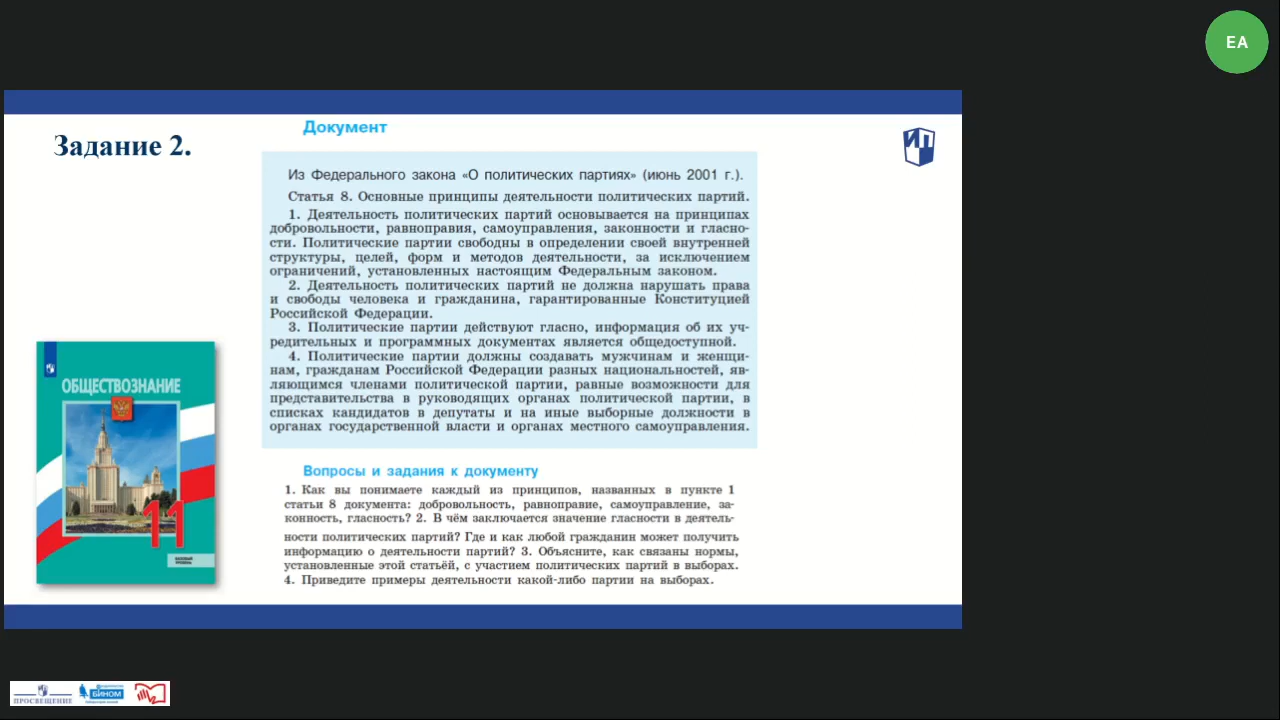 EA
Задание 2.
Документ
Из Федерального закона «О политических партиях» (июнь 2001 г.).
Статья 8. Основные принципы деятельности политических партий.
1. Деятельность политических партий основывается на принципах
добровольности, равноправия, самоуправления, законности и гласно-
сти. Политические партии свободны в определении своей внутренней
структуры, целей, форм и методов деятельности, за исключением
ограничений, установленных настоящим Федеральным законом.
2. Деятельность политических партий не должна нарушать права
и свободы человека и гражданина, гарантированные Конституцией
Российской Федерации.
3. Политические партии действуют гласно, информация об их уч-
редительных и программных документах является общедоступной.
4. Политические партии должны создавать мужчинам и женщи-
нам, гражданам Российской Федерации разных национальностей, яв-
ляющимся членами политической партии, равные возможности для
представительства в руководящих органах политической партии, в
списках кандидатов в депутаты и на иные выборные должности в
органах государственной власти и органах местного самоуправления.
Вопросы и задания к документу
1. Как вы понимаете каждый из принципов, названных в пункте 1
статьи 8 документа: добровольность, равноправие, самоуправление, за-
конность, гласность? 2. В чём заключается значение гласности в деятель-
ности политических партий? Где и как любой гражданин может получить
информацию о деятельности партий? 3. Объясните, как связаны нормы,
установленные этой статьёй, с участием политических партий в выборах.
4. Приведите примеры деятельности какой-либо партии на выборах.
ОБЩЕСТВОЗНАНИЕ
11
БАЗОВЫЙ
УРОВЕНЬ
ПРОСВЕЩЕНИЕ
БИНОМ